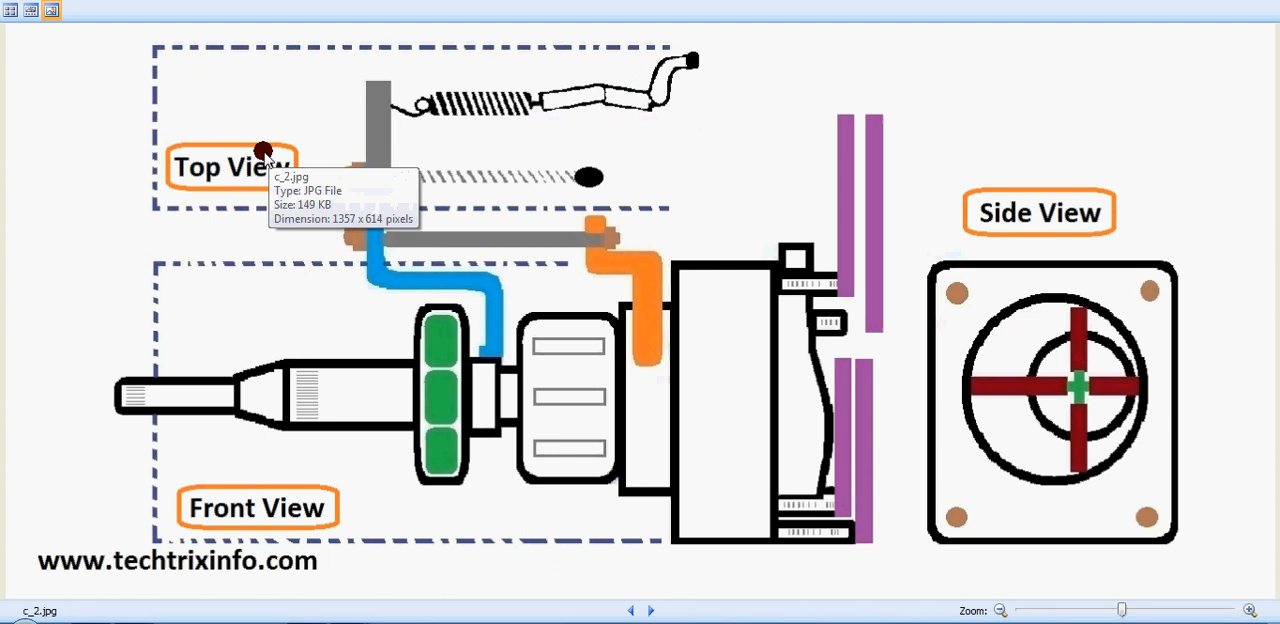 Top View
c_2.jpg
Type: JPG File
Size: 149 KB
Dimension: 1357 x 614 pixels
Side View
Front View
www.techtrixinfo.com
c_2.jpg
Zoom: